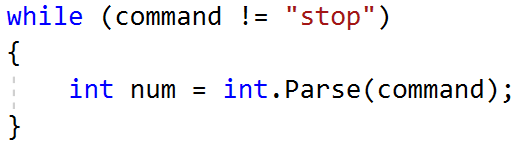 while (command != "stop")
{
    int num = int.Parse(command);
}